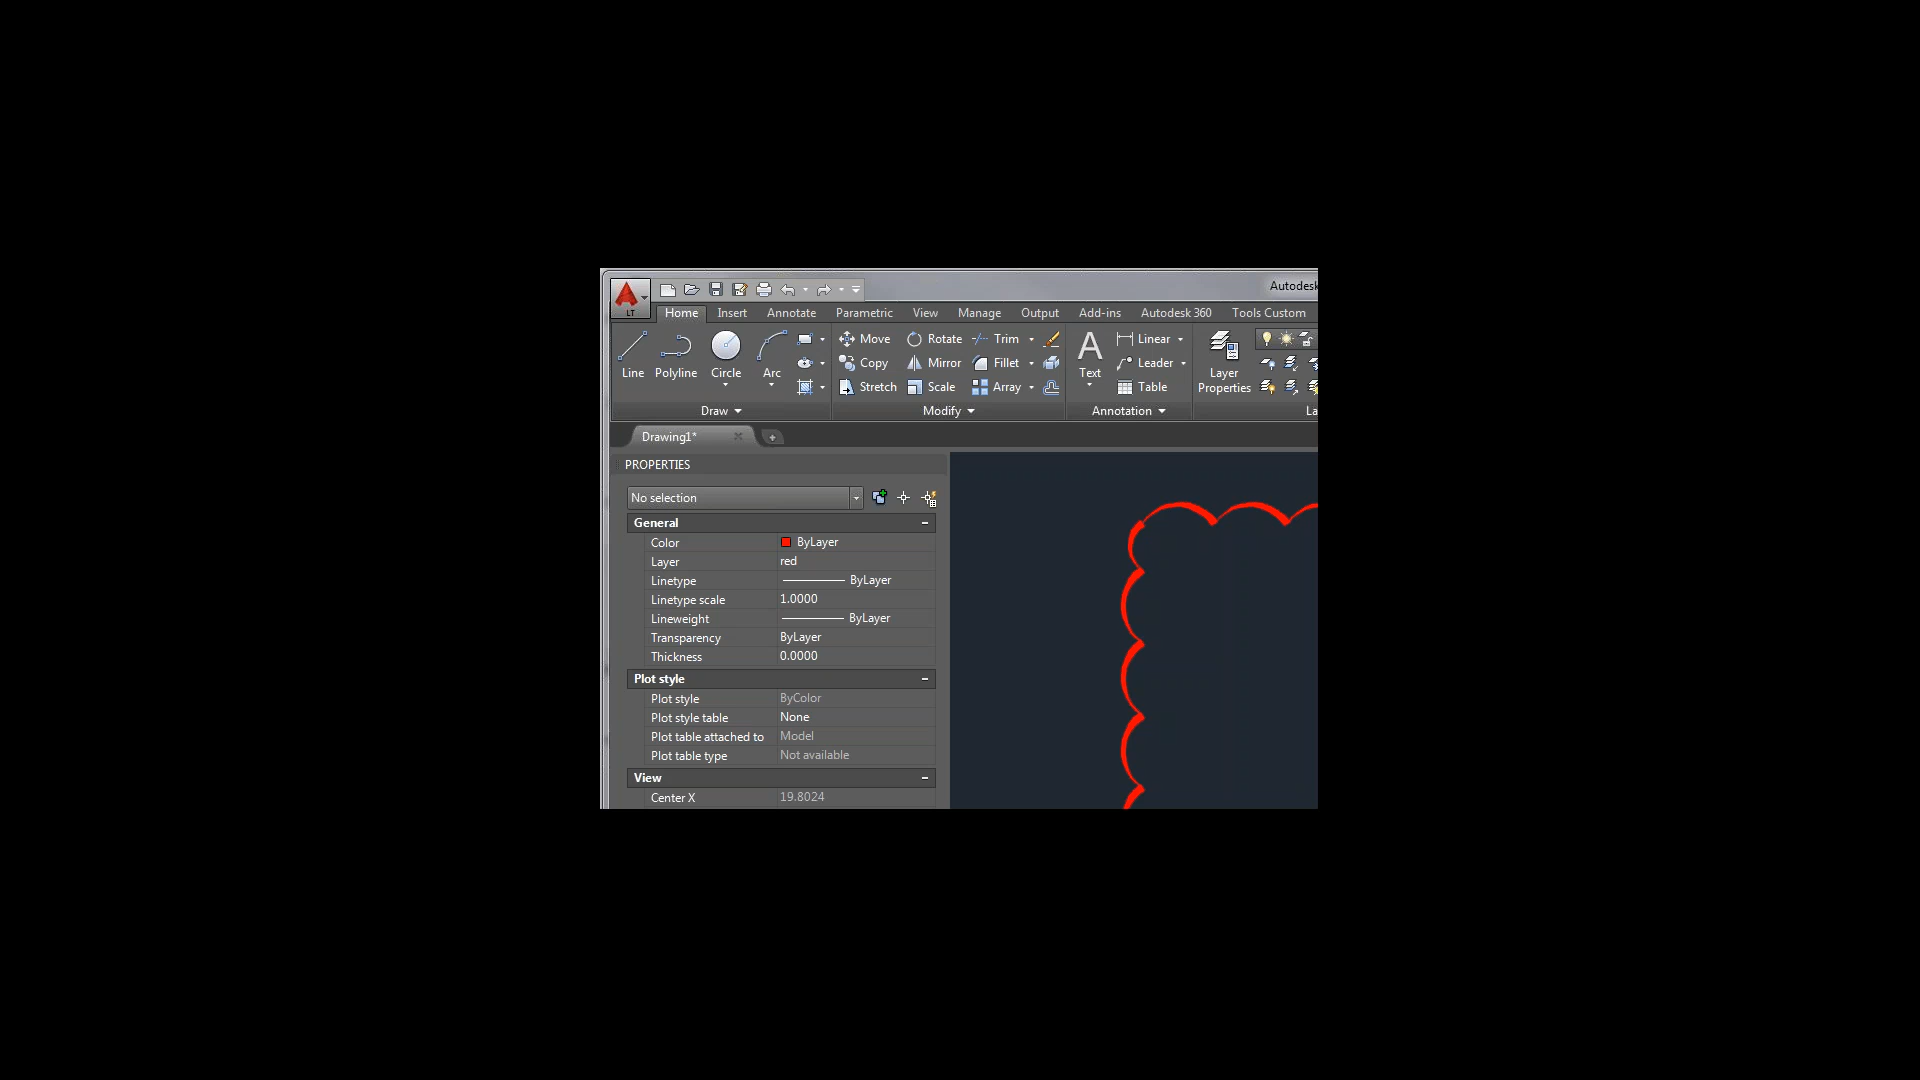 Autodesk
LT
Home Insert Annotate Parametric View Manage Output Add-ins Autodesk 360 Tools Custom
Line Polyline Circle Arc
Move Rotate Trim
Copy Mirror Fillet
Stretch Scale Array
Text
Linear
Leader
Table
Layer
Properties
Draw Modify Annotation La
Drawing1*
PROPERTIES
No selection
General
Color ByLayer
Layer red
Linetype ByLayer
Linetype scale 1.0000
Lineweight ByLayer
Transparency ByLayer
Thickness 0.0000
Plot style
Plot style ByColor
Plot style table None
Plot table attached to Model
Plot table type Not available
View
Center X 19.8024